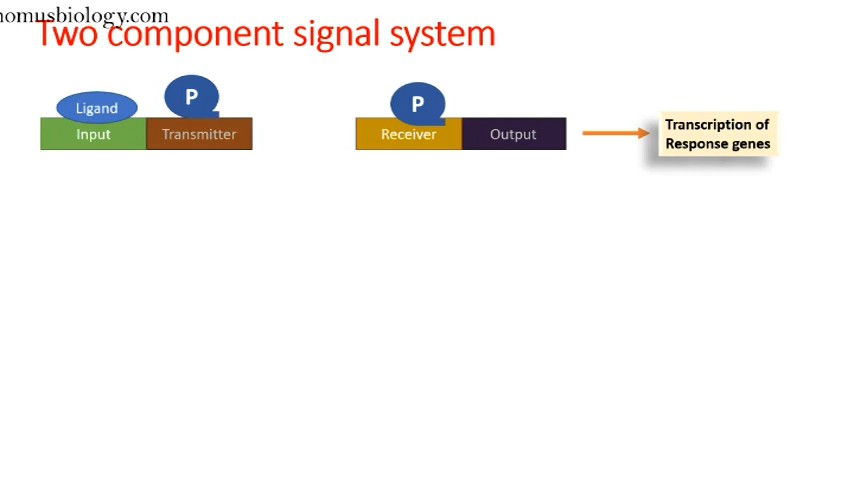 nomusbiology.com
Two component signal system
Ligand
P
P
Input
Transmitter
Receiver
Output
Transcription of
Response genes